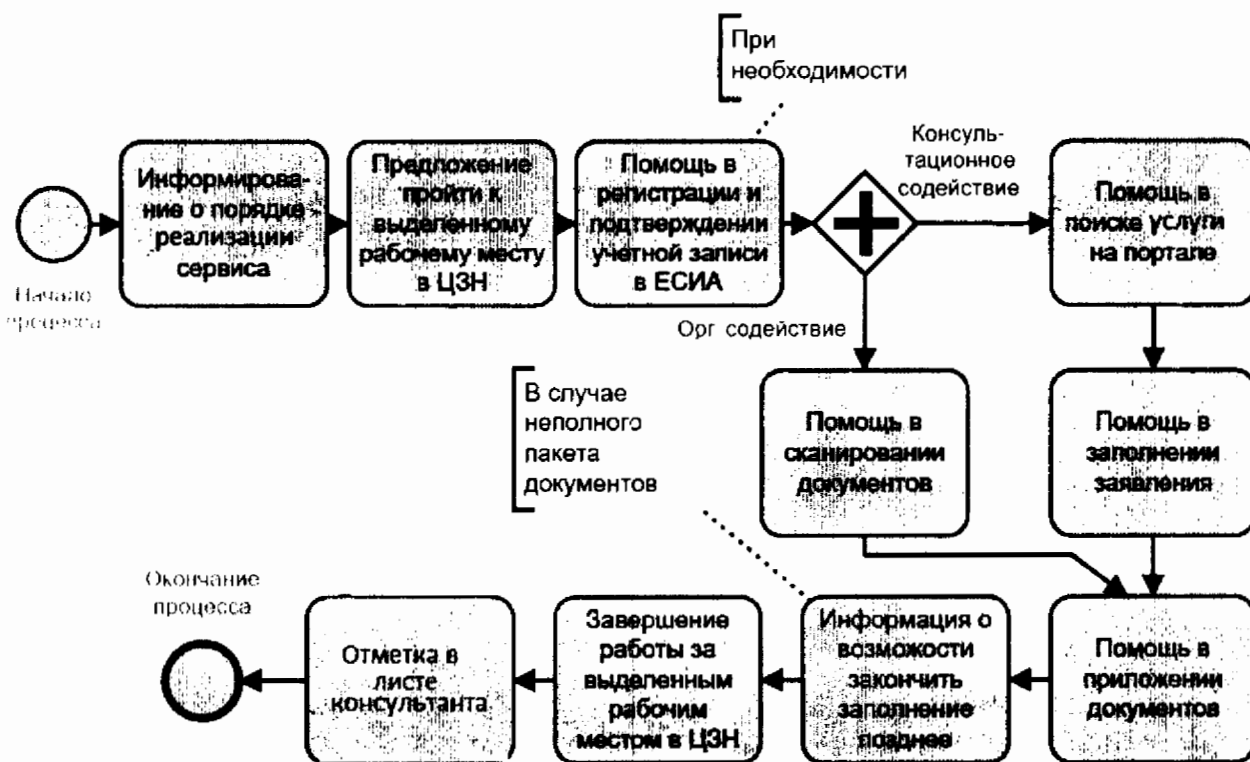 При
необходимости
Информирова-
ние о порядке
реализации
сервиса
Предложение
пройти к
выделенному
рабочему месту
в ЦЗН
Помощь в
регистрации и
подтверждении
учетной записи
в ЕСИА
Консуль-
тационное
содействие
Помощь в
поиске услуги
на портале
Начало
процесса
Орг содействие
В случае
неполного
пакета
документов
Помощь в
сканировании
документов
Помощь в
заполнении
заявления
Окончание
процесса
Отметка в
листе
консультанта
Завершение
работы за
выделенным
рабочим
местом в ЦЗН
Информация о
возможости
закончить
заполнение
позднее
Помощь в
приложении
документов